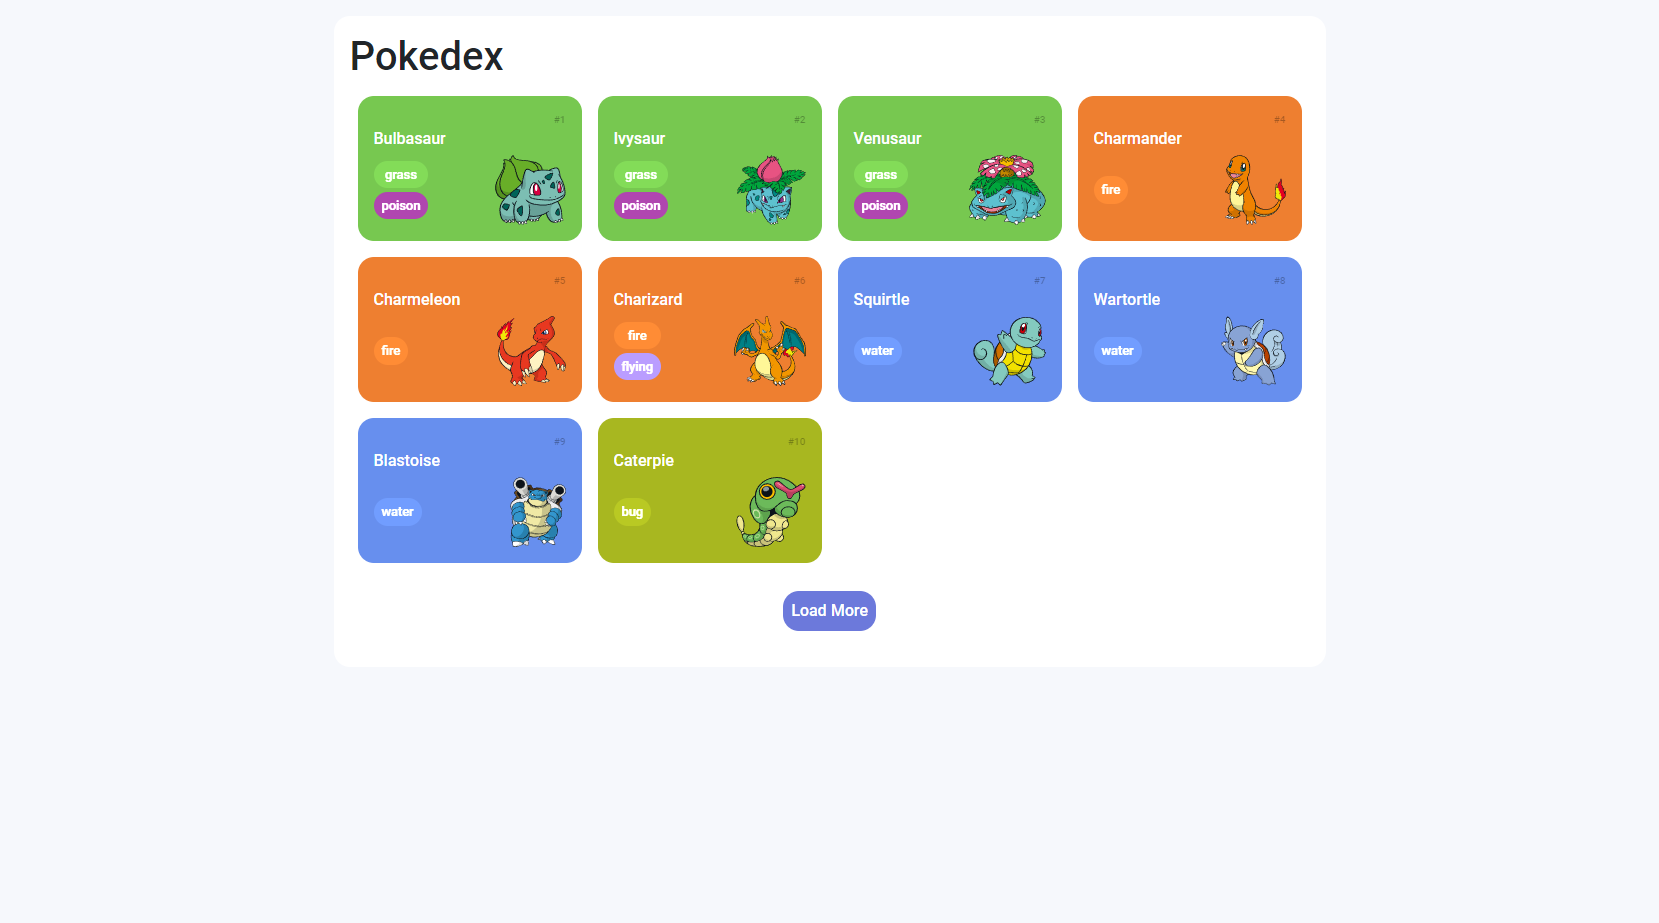 Pokedex
#1
Bulbasaur
grass
poison
#2
Ivysaur
grass
poison
#3
Venusaur
grass
poison
#4
Charmander
fire
#5
Charmeleon
fire
#6
Charizard
fire
flying
#7
Squirtle
water
#8
Wartortle
water
#9
Blastoise
water
#10
Caterpie
bug
Load More